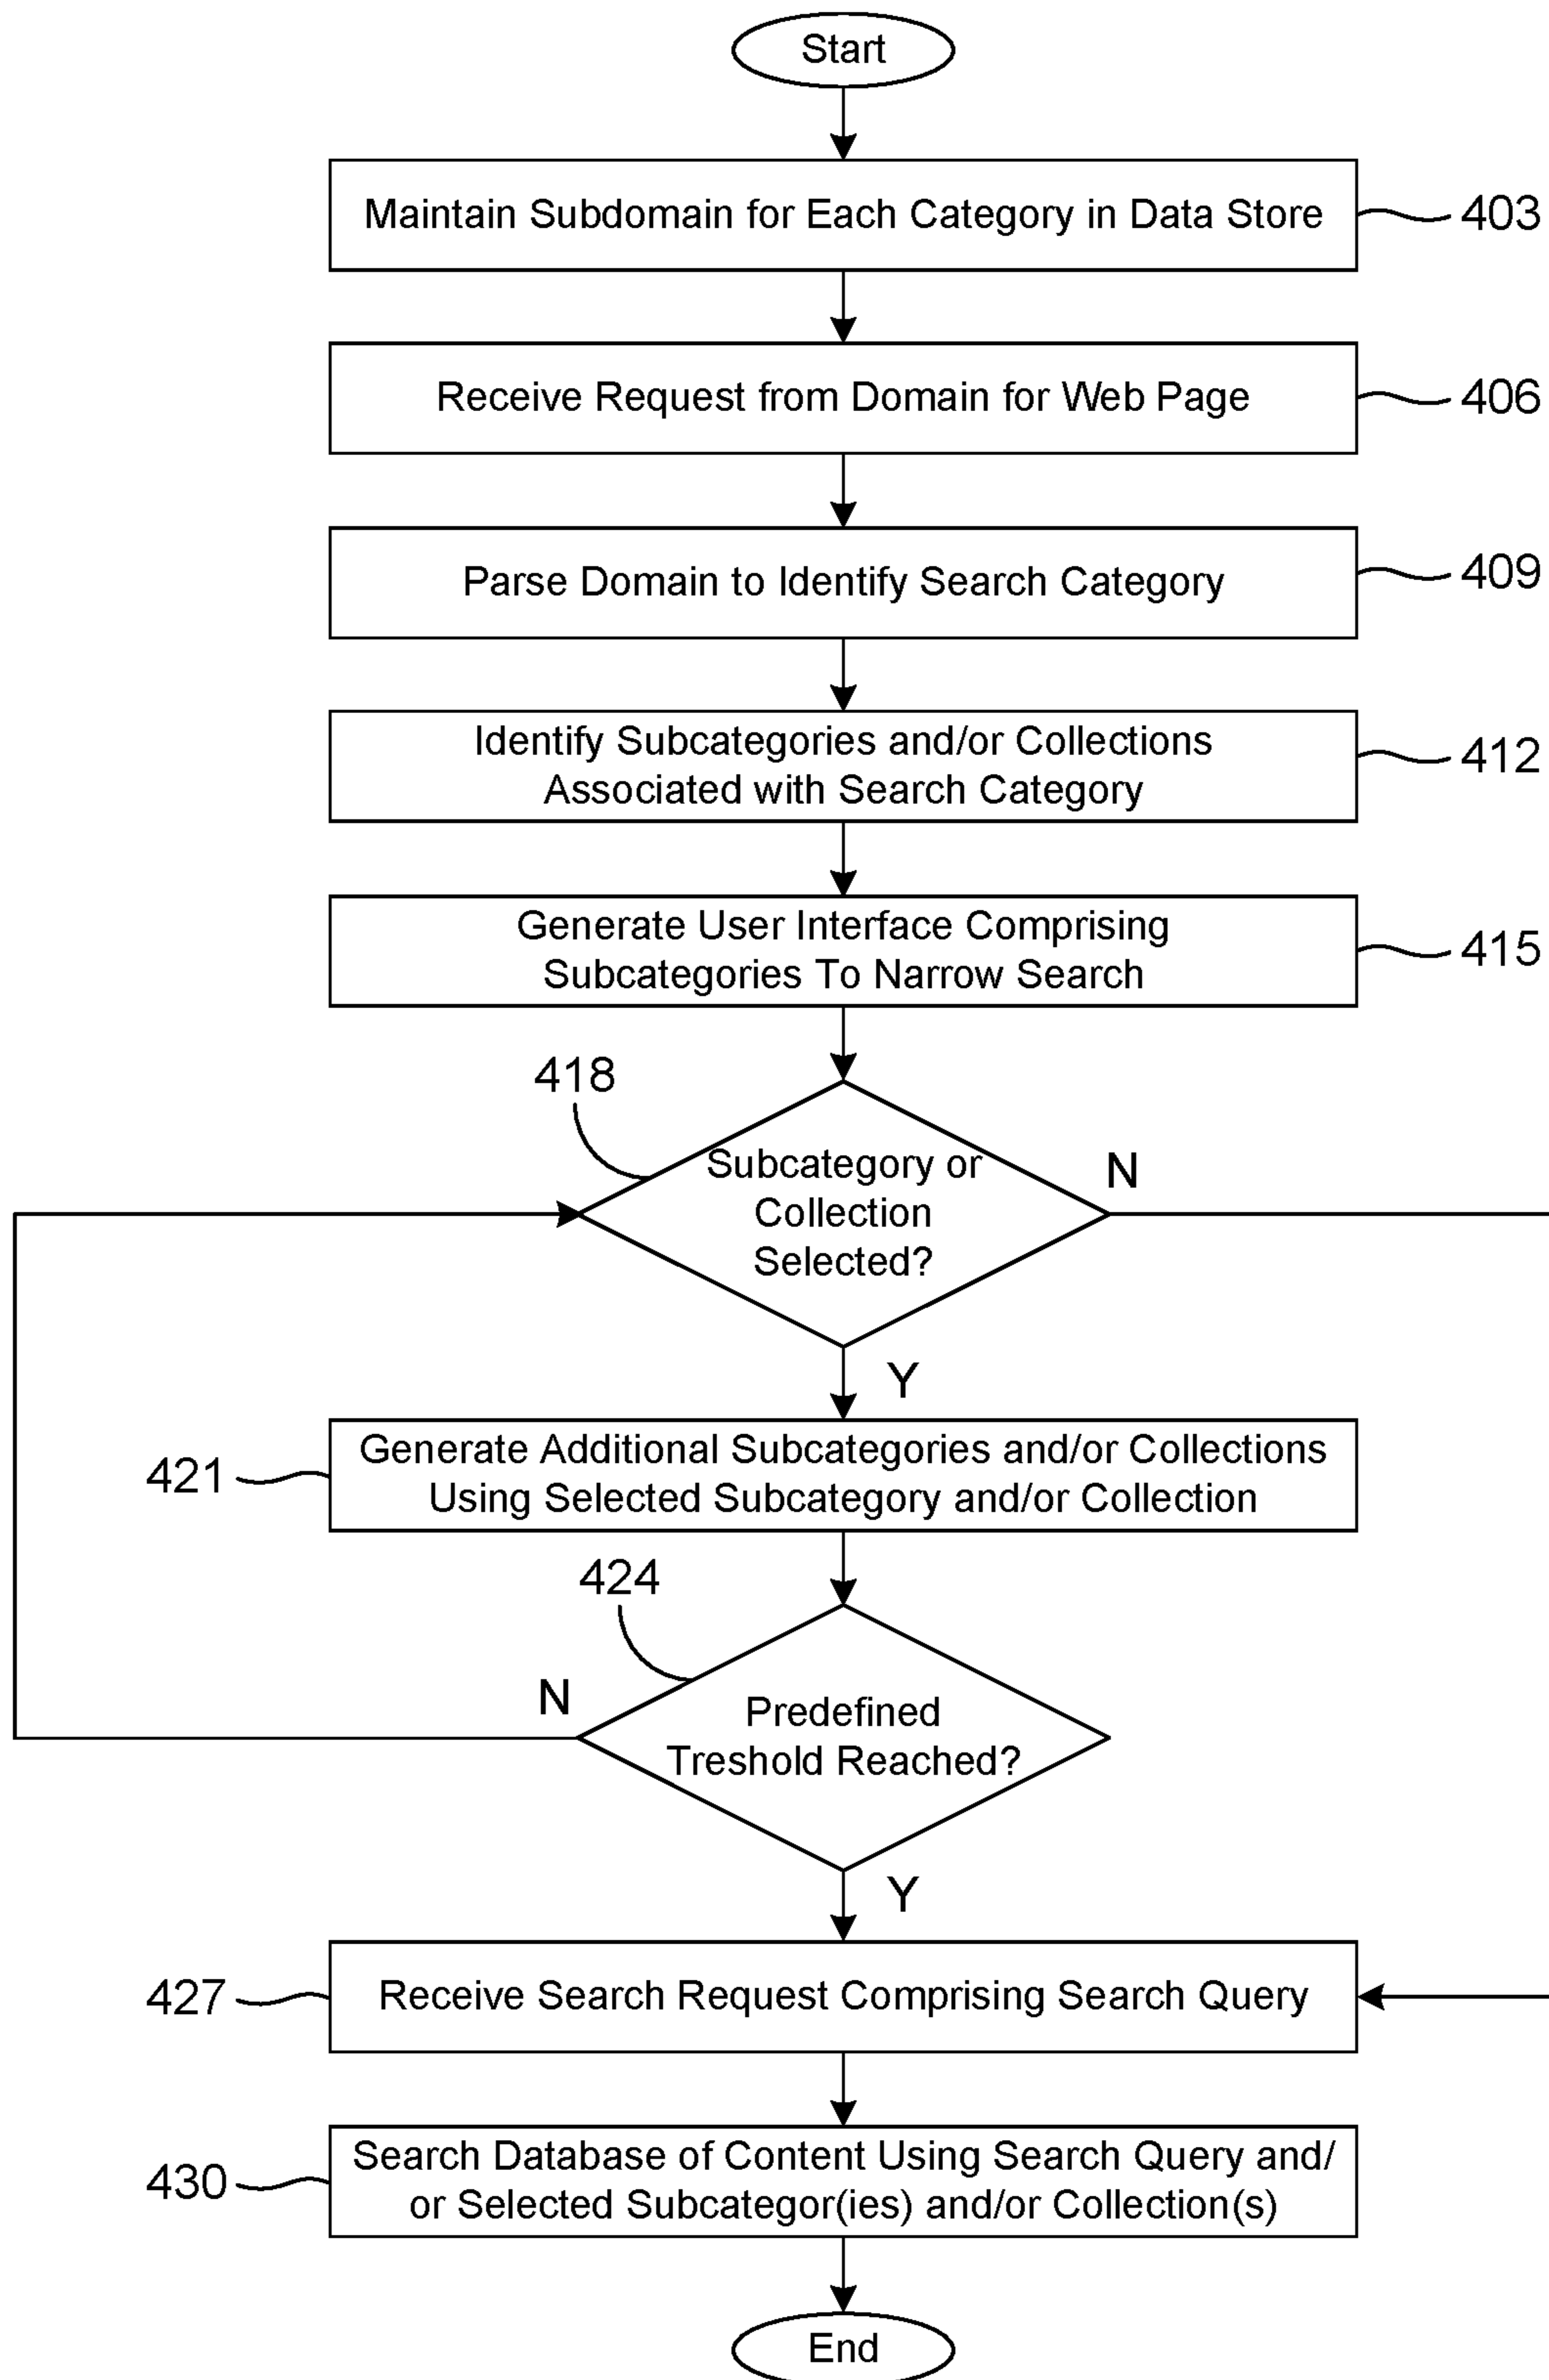 Start
Maintain Subdomain for Each Category in Data Store
403
Receive Request from Domain for Web Page
406
Parse Domain to Identify Search Category
409
Identify Subcategories and/or Collections
Associated with Search Category
412
Generate User Interface Comprising
Subcategories To Narrow Search
415
418
Subcategory or
Collection
Selected?
N
Y
421
Generate Additional Subcategories and/or Collections
Using Selected Subcategory and/or Collection
424
N
Predefined
Treshold Reached?
Y
427
Receive Search Request Comprising Search Query
430
Search Database of Content Using Search Query and/
or Selected Subcategor(ies) and/or Collection(s)
End